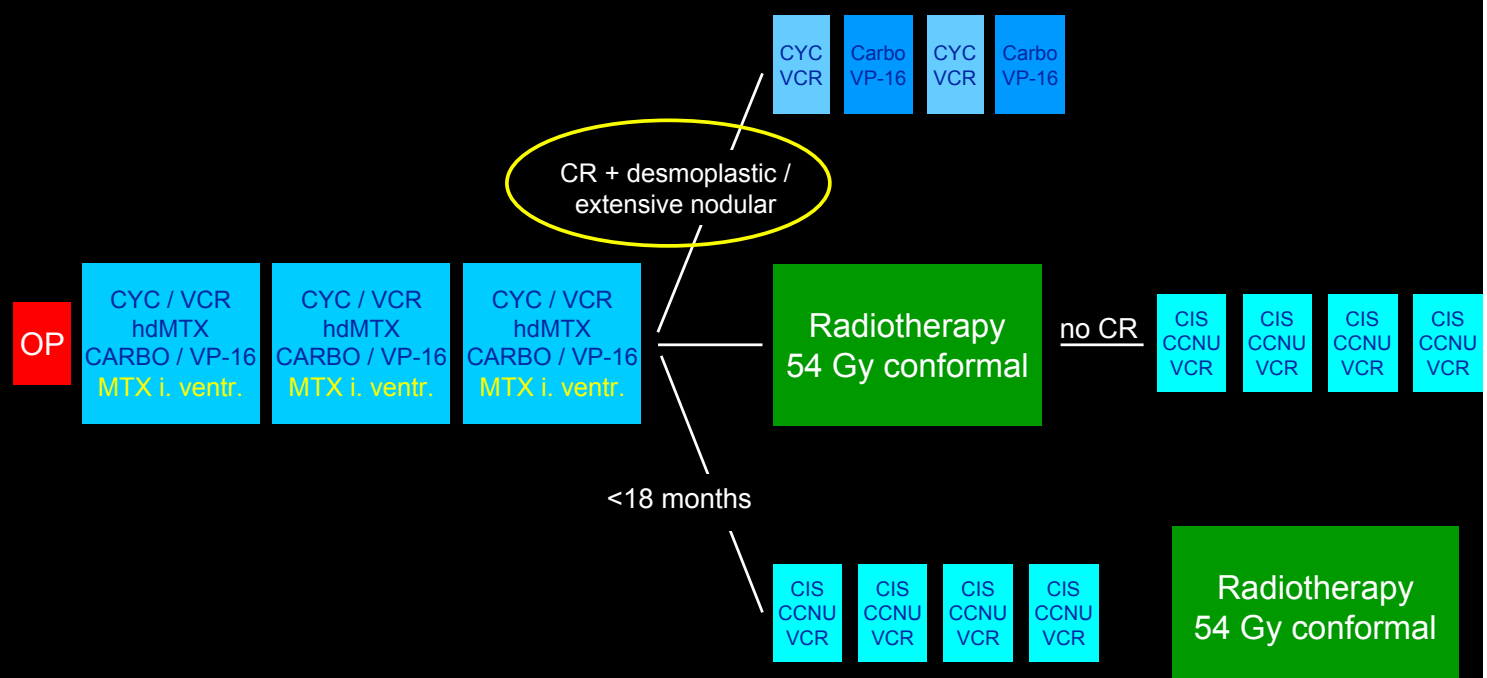 CYC
VCR
Carbo
VP-16
CYC
VCR
Carbo
VP-16
CR + desmoplastic /
extensive nodular
OP
CYC / VCR
hdMTX
CARBO / VP-16
MTX i. ventr.
CYC / VCR
hdMTX
CARBO / VP-16
MTX i. ventr.
CYC / VCR
hdMTX
CARBO / VP-16
MTX i. ventr.
Radiotherapy
54 Gy conformal
no CR
CIS
CCNU
VCR
CIS
CCNU
VCR
CIS
CCNU
VCR
CIS
CCNU
VCR
<18 months
CIS
CCNU
VCR
CIS
CCNU
VCR
CIS
CCNU
VCR
CIS
CCNU
VCR
Radiotherapy
54 Gy conformal